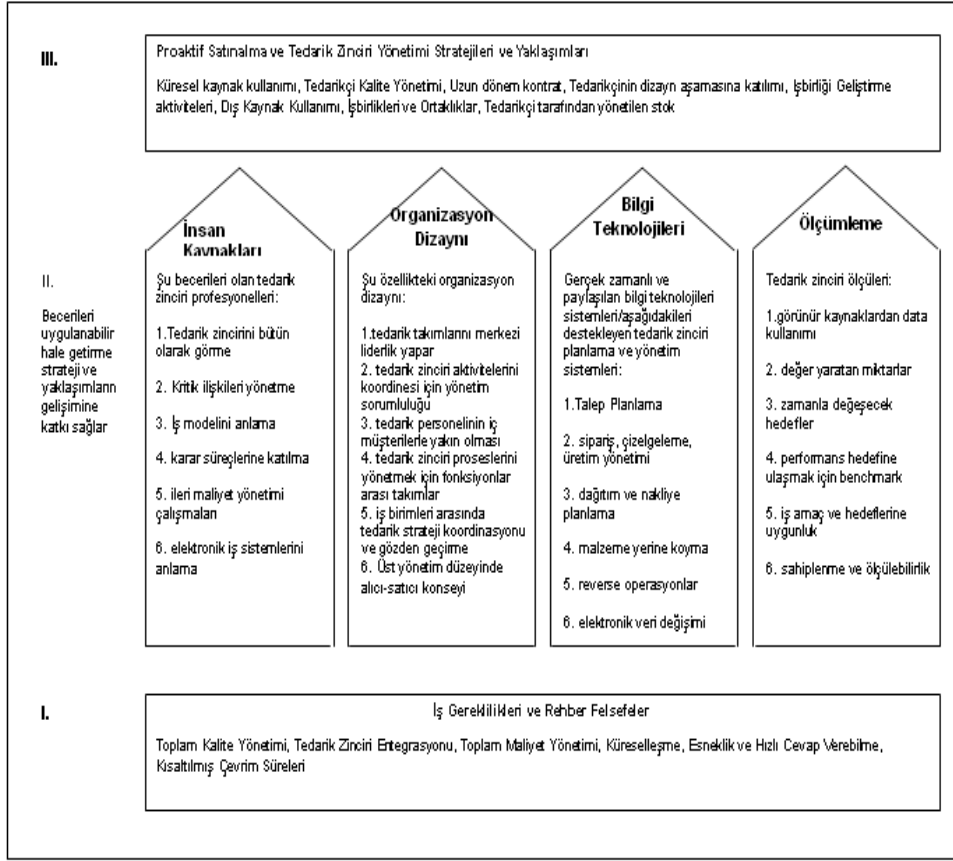 III.
Proaktif Satınalma ve Tedarik Zinciri Yönetimi Stratejileri ve Yaklaşımları
Küresel kaynak kullanımı, Tedarikçi Kalite Yönetimi, Uzun dönem kontrat, Tedarikçinin dizayn aşamasına katılımı, İşbirliği Geliştirme
aktiviteleri, Dış Kaynak Kullanımı, İşbirlikleri ve Ortaklıklar, Tedarikçi tarafından yönetilen stok
II.
Becerileri
uygulanabilir
hale getirme
strateji ve
yaklaşımların
gelişimine
katkı sağlar
İnsan
Kaynakları
Şu becerileri olan tedarik
zinciri profesyonelleri:
1.Tedarik zincirini bütün
olarak görme
2. Kritik ilişkileri yönetme
3. İş modelini anlama
4. karar süreçlerine katılma
5. ileri maliyet yönetimi
çalışmaları
6. elektronik iş sistemlerini
anlama
Organizasyon
Dizaynı
Şu özellikteki organizasyon
dizaynı:
1.tedarik takımlarını merkezi
liderlik yapar
2. tedarik zinciri aktivitelerini
koordinesi için yönetim
sorumluluğu
3. tedarik personelinin iç
müşterilerle yakın olması
4. tedarik zinciri proseslerini
yönetmek için fonksiyonlar
arası takımlar
5. iş birimleri arasında
tedarik strateji koordinasyonu
ve gözden geçirme
6. Üst yönetim düzeyinde
alıcı-satıcı konseyi
Bilgi
Teknolojileri
Gerçek zamanlı ve
paylaşılan bilgi teknolojileri
sistemleri/aşağıdakileri
destekleyen tedarik zinciri
planlama ve yönetim
sistemleri:
1.Talep Planlama
2. sipariş, çizelgeleme,
üretim yönetimi
3. dağıtım ve nakliye
planlama
4. malzeme yerine koyma
5. reverse operasyonlar
6. elektronik veri değişimi
Ölçümleme
Tedarik zinciri ölçüleri:
1.görünür kaynaklardan data
kullanımı
2. değer yaratan miktarlar
3. zamanla değeşecek
hedefler
4. performans hedefine
ulaşmak için benchmark
5. iş amaç ve hedeflerine
uygunluk
6. sahiplenme ve ölçülebilirlik
I.
İş Gereklilikleri ve Rehber Felsefeler
Toplam Kalite Yönetimi, Tedarik Zinciri Entegrasyonu, Toplam Maliyet Yönetimi, Küreselleşme, Esneklik ve Hızlı Cevap Verebilme,
Kısaltılmış Çevrim Süreleri